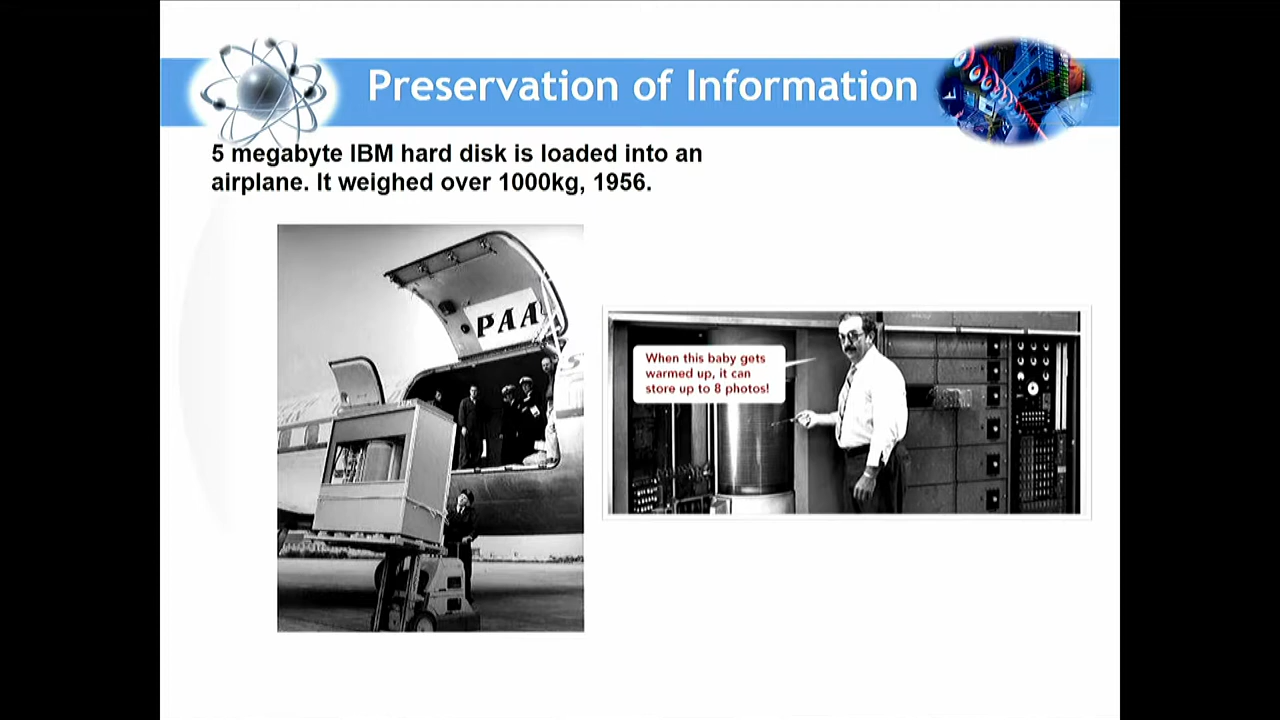 Preservation of Information
5 megabyte IBM hard disk is loaded into an
airplane. It weighed over 1000kg, 1956.
PAA
When this baby gets
warmed up, it can
store up to 8 photos!